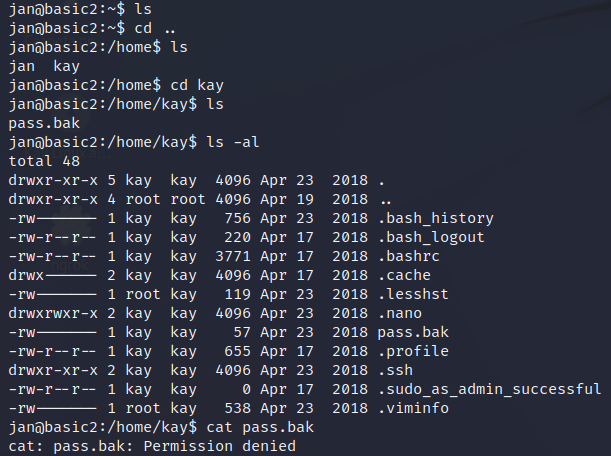 jan@basic2:~$ ls
jan@basic2:~$ cd ..
jan@basic2:/home$ ls
jan  kay
jan@basic2:/home$ cd kay
jan@basic2:/home/kay$ ls
pass.bak
jan@basic2:/home/kay$ ls -al
total 48
drwxr-xr-x 5 kay  kay  4096 Apr 23  2018 .
drwxr-xr-x 4 root root 4096 Apr 19  2018 ..
-rw------- 1 kay  kay   756 Apr 23  2018 .bash_history
-rw-r--r-- 1 kay  kay   220 Apr 17  2018 .bash_logout
-rw-r--r-- 1 kay  kay  3771 Apr 17  2018 .bashrc
drwx------ 2 kay  kay  4096 Apr 17  2018 .cache
-rw------- 1 root kay   119 Apr 23  2018 .lesshst
drwxrwxr-x 2 kay  kay  4096 Apr 23  2018 .nano
-rw------- 1 kay  kay    57 Apr 23  2018 pass.bak
-rw-r--r-- 1 kay  kay   655 Apr 17  2018 .profile
drwxr-xr-x 2 kay  kay  4096 Apr 23  2018 .ssh
-rw-r--r-- 1 kay  kay     0 Apr 17  2018 .sudo_as_admin_successful
-rw------- 1 root kay   538 Apr 23  2018 .viminfo
jan@basic2:/home/kay$ cat pass.bak
cat: pass.bak: Permission denied